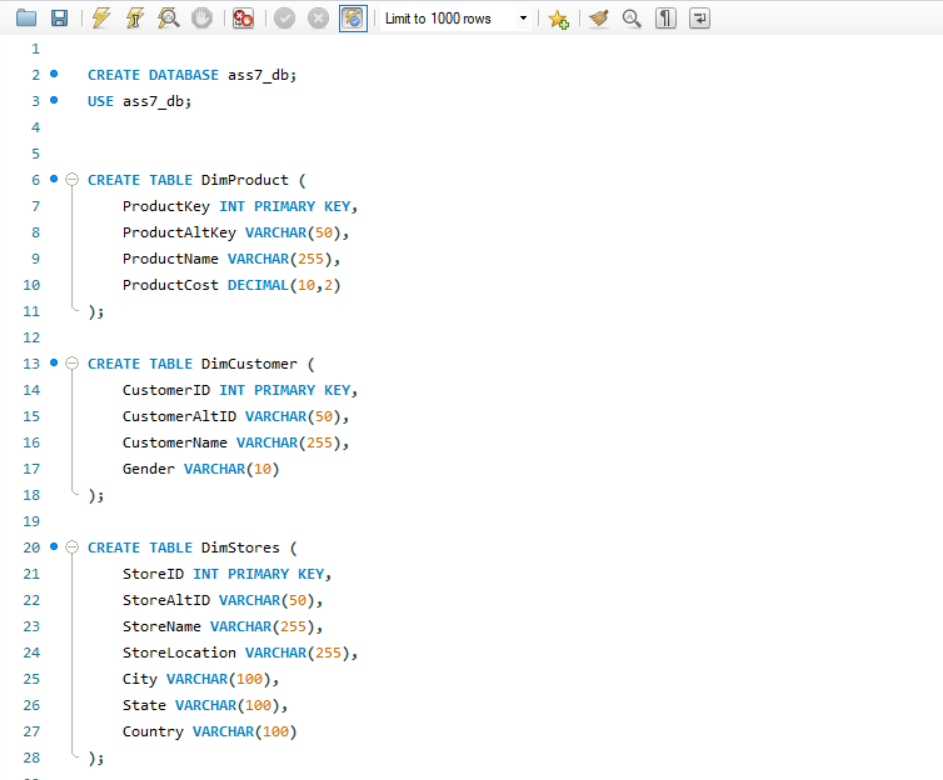 Limit to 1000 rows
1
2 CREATE DATABASE ass7_db;
3 USE ass7_db;
4
5
6 CREATE TABLE DimProduct (
7 ProductKey INT PRIMARY KEY,
8 ProductAltKey VARCHAR(50),
9 ProductName VARCHAR(255),
10 ProductCost DECIMAL(10,2)
11 );
12
13 CREATE TABLE DimCustomer (
14 CustomerID INT PRIMARY KEY,
15 CustomerAltID VARCHAR(50),
16 CustomerName VARCHAR(255),
17 Gender VARCHAR(10)
18 );
19
20 CREATE TABLE DimStores (
21 StoreID INT PRIMARY KEY,
22 StoreAltID VARCHAR(50),
23 StoreName VARCHAR(255),
24 StoreLocation VARCHAR(255),
25 City VARCHAR(100),
26 State VARCHAR(100),
27 Country VARCHAR(100)
28 );